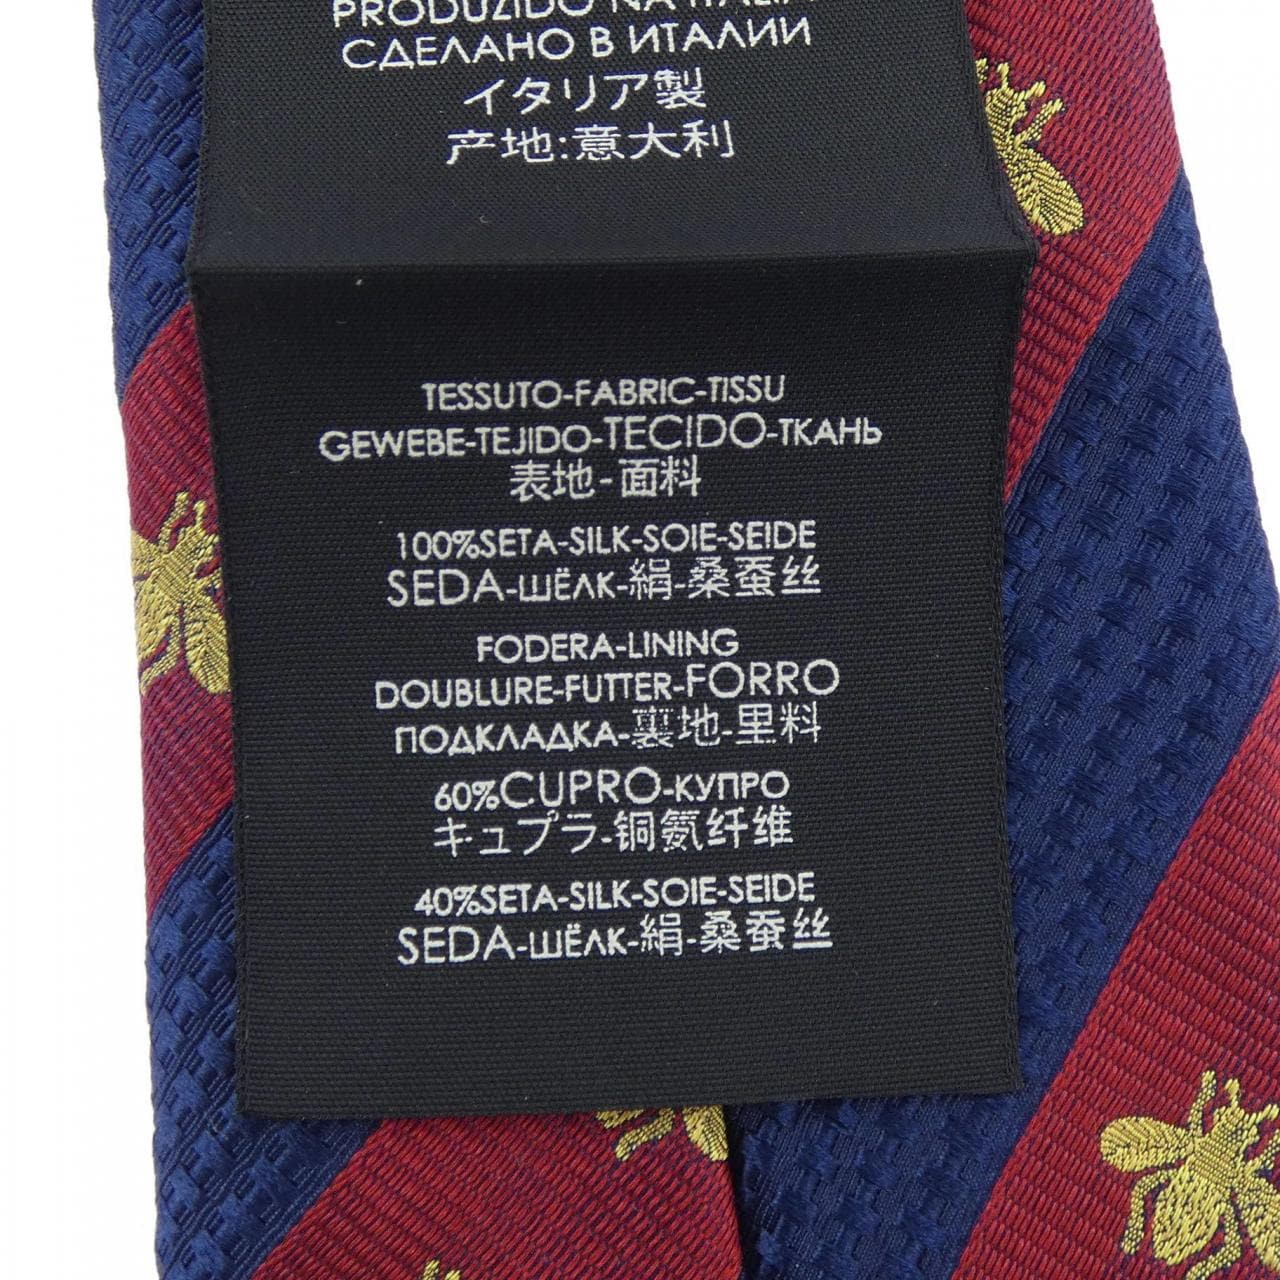 PRODUZIDO NA ITALIA
СДЕЛАНО В ИТАЛИИ
イタリア製
产地:意大利
TESSUTO-FABRIC-TISSU
GEWEBE-TEJIDO-TECIDO-ТКАНЬ
表地-面料
100%SETA-SILK-SOIE-SEIDE
SEDA-ШЁЛК-絹-桑蚕丝
FODERA-LINING
DOUBLURE-FUTTER-FORRO
ПОДКЛАДКА-裏地-里料
60%CUPRO-КУПРО
キュプラ-铜氨纤维
40%SETA-SILK-SOIE-SEIDE
SEDA-ШЁЛК-絹-桑蚕丝